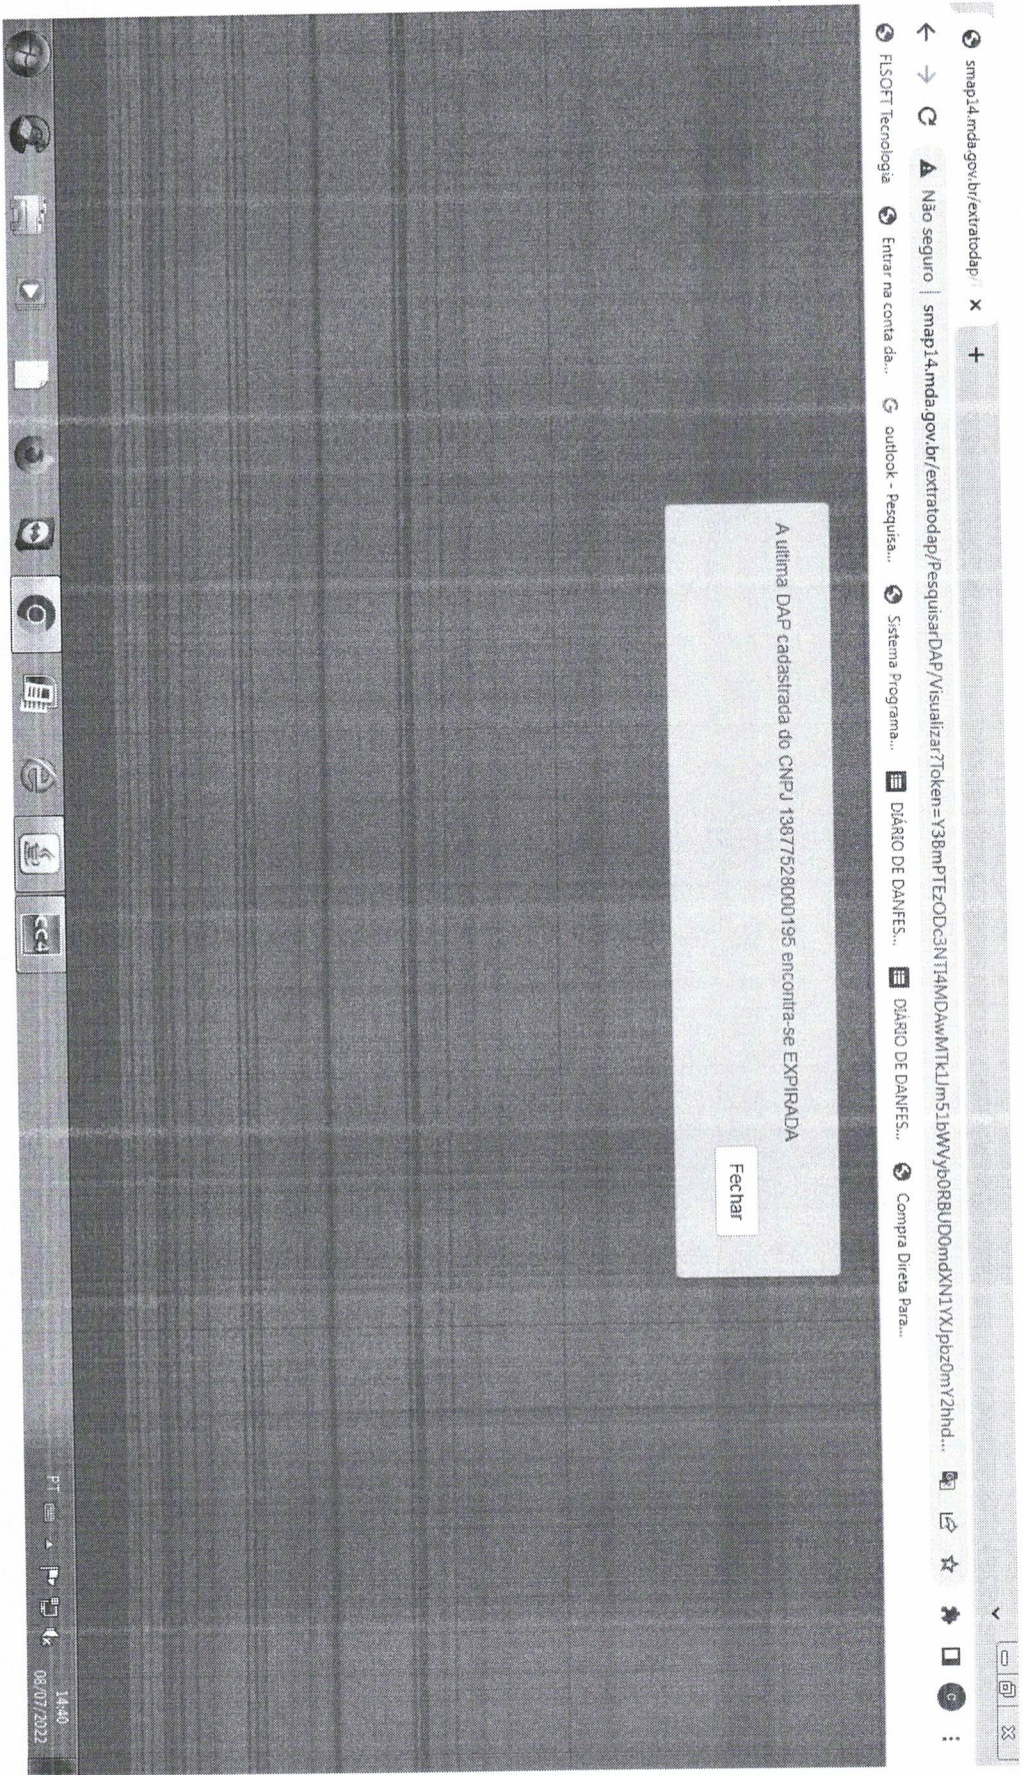 smap14.mda.gov.br/extratodap/
Não seguro | smap14.mda.gov.br/extratodap/PesquisarDAP/Visualizar?Token=Y3BmPTEzODc3NTI4MDAwMTk1Jm51bWVyb0RBUD0mdXN1YXJpbz0mY2hhd...
FLSOFT Tecnologia Entrar na conta da... outlook - Pesquisa... Sistema Programa... DIÁRIO DE DANFES... DIÁRIO DE DANFES... Compra Direta Para...
A ultima DAP cadastrada do CNPJ 13877528000195 encontra-se EXPIRADA
Fechar
CC4
PT
14:40
08/07/2022